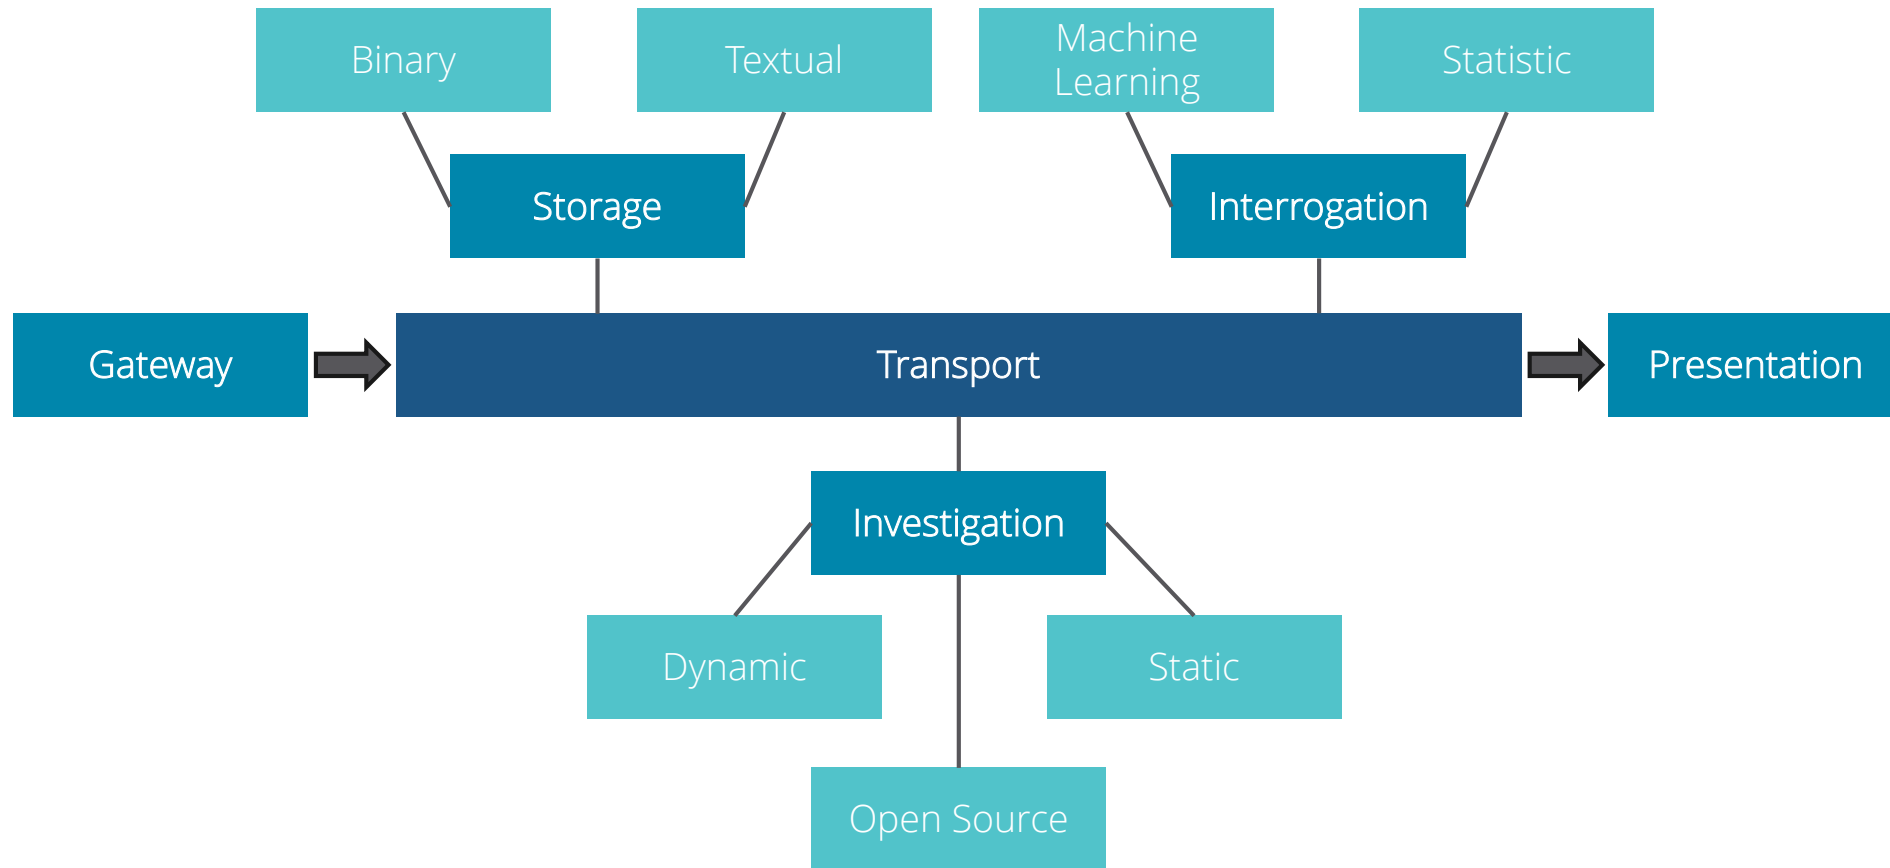 Binary
Textual
Machine
Learning
Statistic
Storage
Interrogation
Gateway
Transport
Presentation
Investigation
Dynamic
Static
Open Source